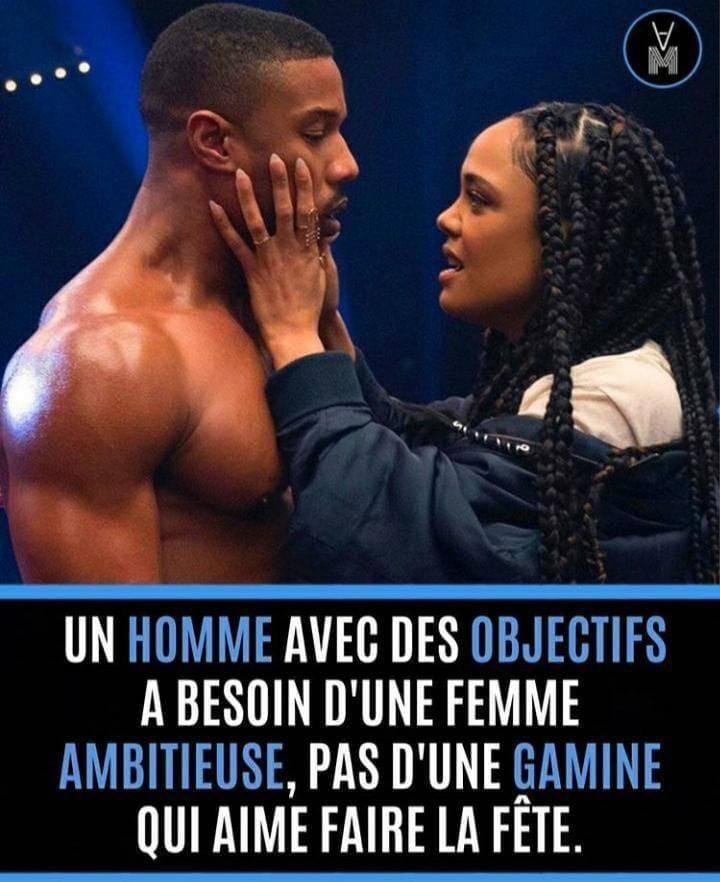 UN HOMME AVEC DES OBJECTIFS
A BESOIN D'UNE FEMME
AMBITIEUSE, PAS D'UNE GAMINE
QUI AIME FAIRE LA FÊTE.